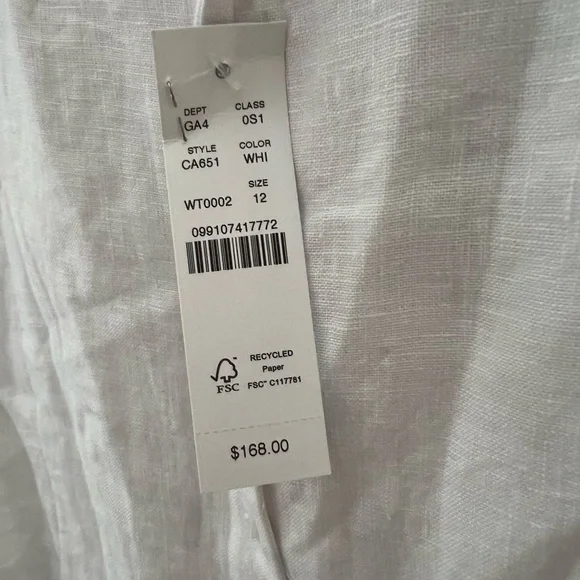 DEPT CLASS
GA4 0S1
STYLE COLOR
CA651 WHI
SIZE
WT0002 12
099107417772
RECYCLED
Paper
FSC™ C117781
FSC
$168.00